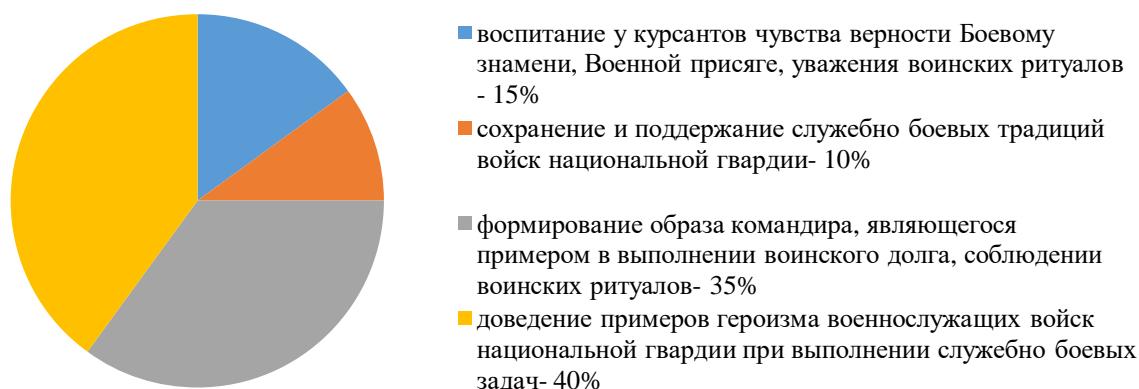 воспитание у курсантов чувства верности Боевому
знамени, Военной присяге, уважения воинских ритуалов
- 15%
сохранение и поддержание служебно боевых традиций
войск национальной гвардии- 10%
формирование образа командира, являющегося
примером в выполнении воинского долга, соблюдении
воинских ритуалов- 35%
доведение примеров героизма военнослужащих войск
национальной гвардии при выполнении служебно боевых
задач- 40%